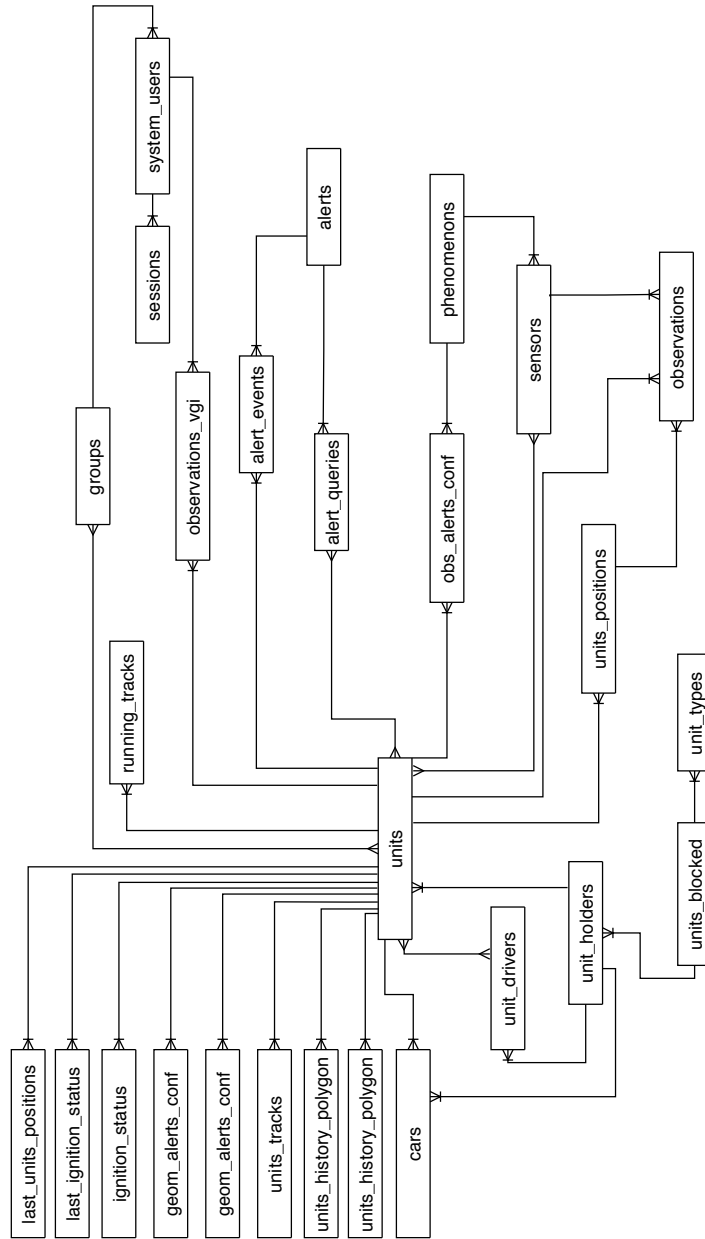 last_units_positions
last_ignition_status
ignition_status
geom_alerts_conf
geom_alerts_conf
units_tracks
units_history_polygon
units_history_polygon
cars
units
unit_drivers
unit_holders
units_blocked
unit_types
running_tracks
units_positions
groups
observations_vgi
alert_events
alert_queries
obs_alerts_conf
sensors
observations
sessions
system_users
alerts
phenomenons